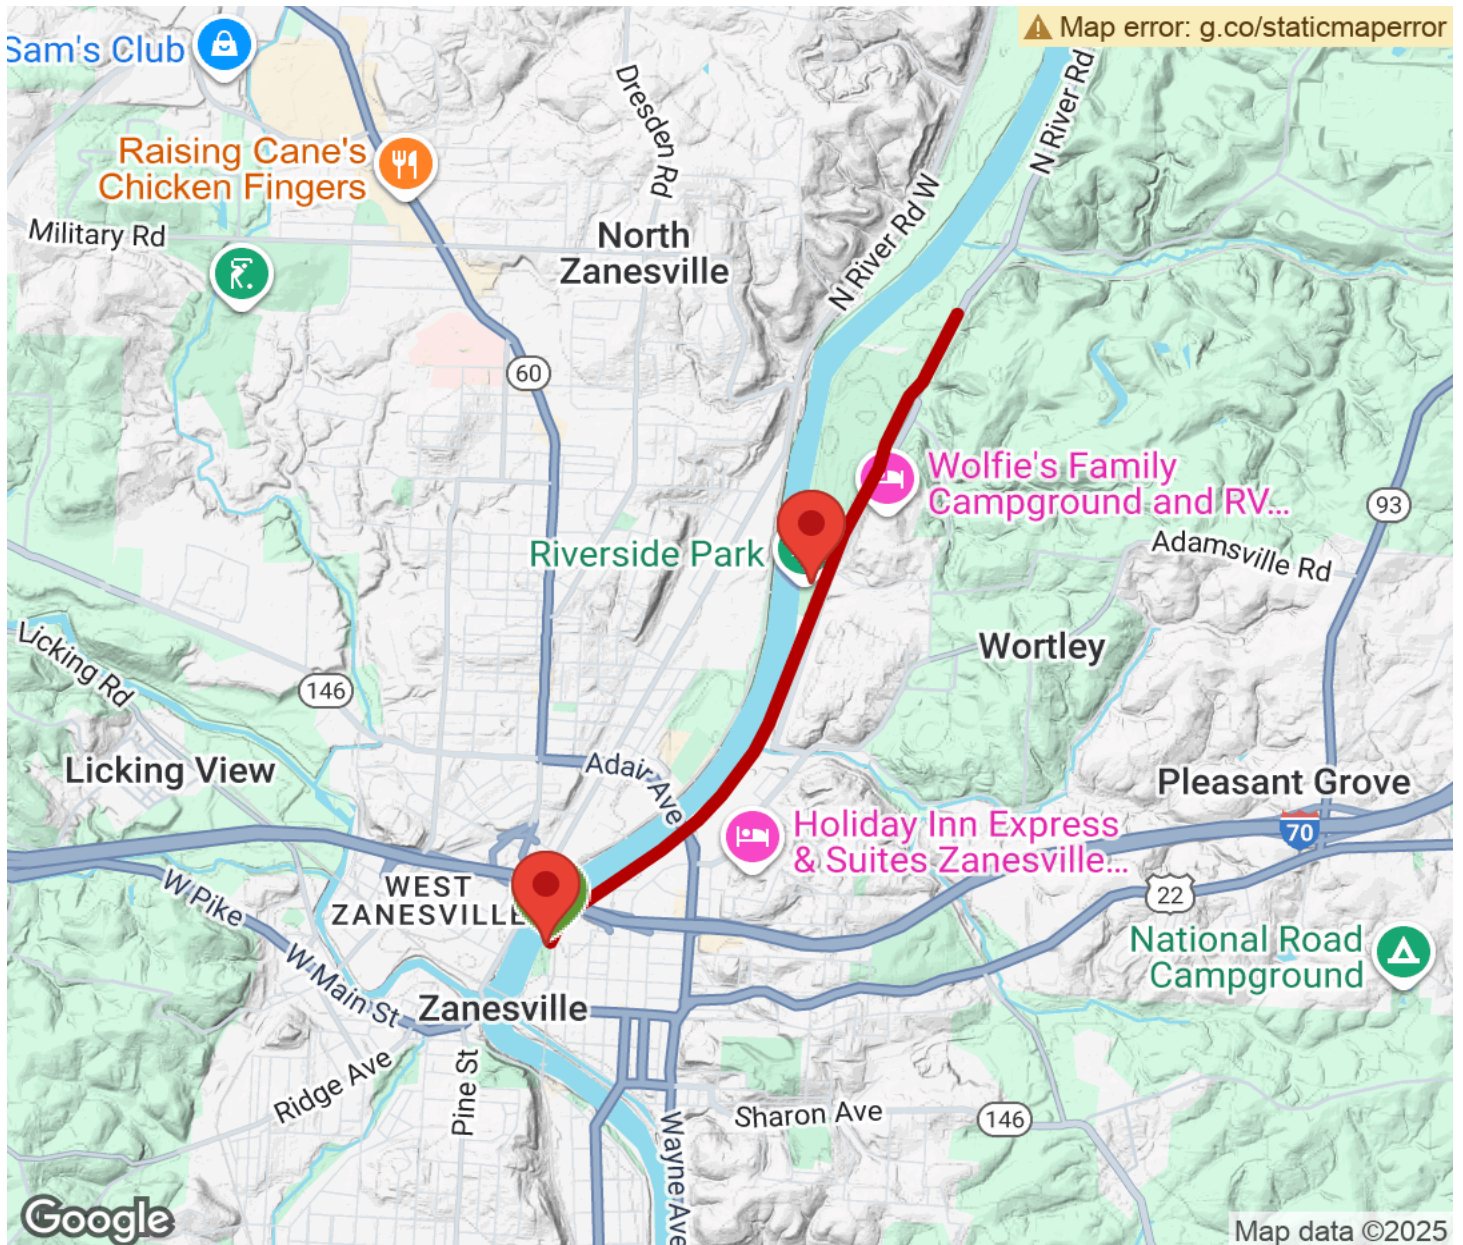 Map error: g.co/staticmaperror
Sam's Club
N River Rd
Dresden Rd
Raising Cane's
Chicken Fingers
Military Rd
North
Zanesville
N River Rd W
60
Wolfie's Family
Campground and RV...
93
Riverside Park
Adamsville Rd
Licking Rd
Wortley
146
Licking View
Adair Ave
Pleasant Grove
Holiday Inn Express
& Suites Zanesville...
70
WEST
ZANESVILLE
W Pike
22
W Main St
National Road
Campground
Zanesville
Ridge Ave
Pine St
Sharon Ave
146
Wayne Ave
Google
Map data ©2025